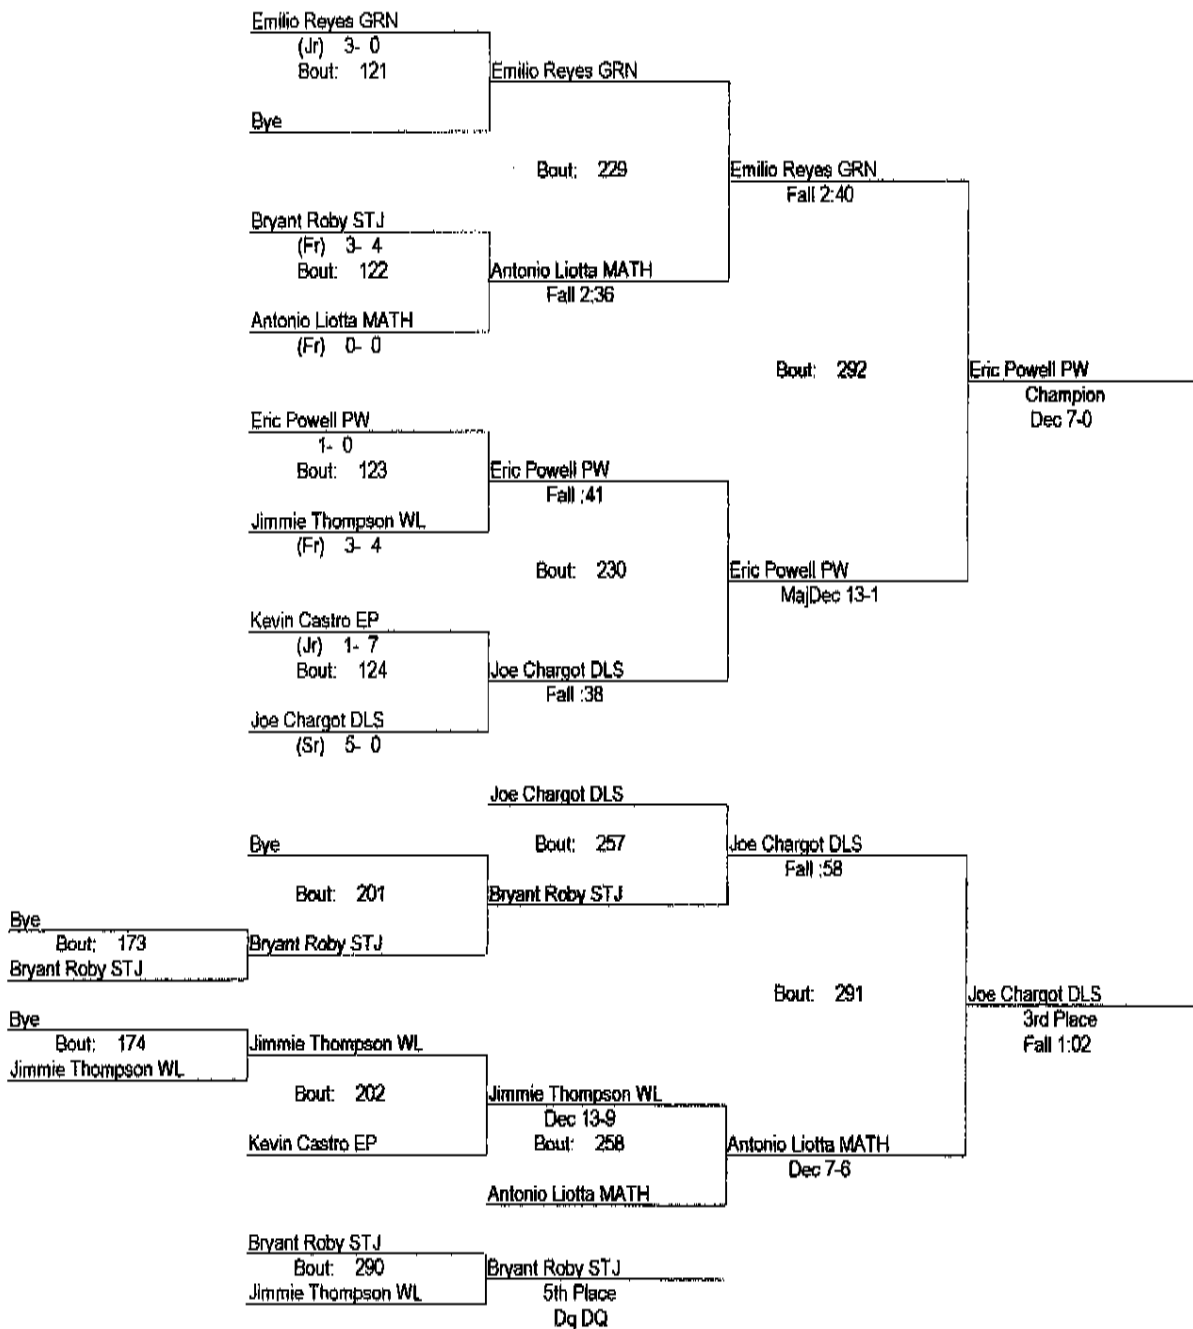 Emilio Reyes GRN
(Jr) 3- 0
Bout: 121
Emilio Reyes GRN
Bye
Bout: 229
Emilio Reyes GRN
Fall 2:40
Bryant Roby STJ
(Fr) 3- 4
Bout: 122
Antonio Liotta MATH
Fall 2:36
Antonio Liotta MATH
(Fr) 0- 0
Bout: 292
Eric Powell PW
Champion
Dec 7-0
Eric Powell PW
1- 0
Bout: 123
Eric Powell PW
Fall :41
Jimmie Thompson WL
(Fr) 3- 4
Bout: 230
Eric Powell PW
MajDec 13-1
Kevin Castro EP
(Jr) 1- 7
Bout: 124
Joe Chargot DLS
Fall :38
Joe Chargot DLS
(Sr) 5- 0
Joe Chargot DLS
Bout: 257
Joe Chargot DLS
Fall :58
Bye
Bout: 201
Bryant Roby STJ
Bye
Bout: 173
Bryant Roby STJ
Bryant Roby STJ
Bout: 291
Joe Chargot DLS
3rd Place
Fall 1:02
Bye
Bout: 174
Jimmie Thompson WL
Jimmie Thompson WL
Bout: 202
Jimmie Thompson WL
Dec 13-9
Kevin Castro EP
Bout: 258
Antonio Liotta MATH
Dec 7-6
Antonio Liotta MATH
Bryant Roby STJ
Bout: 290
Bryant Roby STJ
Jimmie Thompson WL
5th Place
Dq DQ